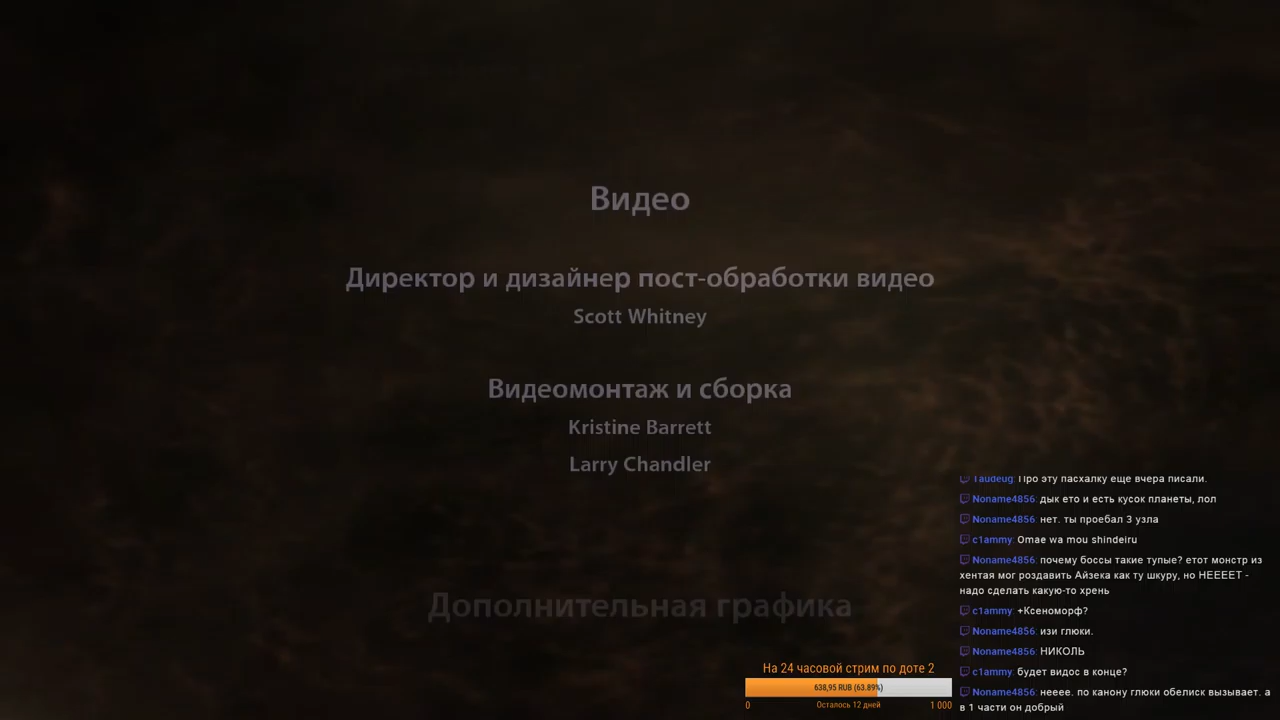 Видео
Директор и дизайнер пост-обработки видео
Scott Whitney
Видеомонтаж и сборка
Kristine Barrett
Larry Chandler
Дополнительная графика
Taudeug: Про эту пасхалку еще вчера писали.
Noname4856: дык ето и есть кусок планеты, лол
Noname4856: нет. ты проебал 3 узла
c1ammy: Omae wa mou shindeiru
Noname4856: почему боссы такие тупые? етот монстр из
хентая мог роздавить Айзека как ту шкуру, но НЕЕЕЕТ -
надо сделать какую-то хрень
c1ammy: +Ксеноморф?
Noname4856: изи глюки.
Noname4856: НИКОЛЬ
c1ammy: будет видос в конце?
Noname4856: нееее. по канону глюки обелиск вызывает. а
в 1 части он добрый
На 24 часовой стрим по доте 2
638,95 RUB (63.89%)
0 Осталось 12 дней 1 000